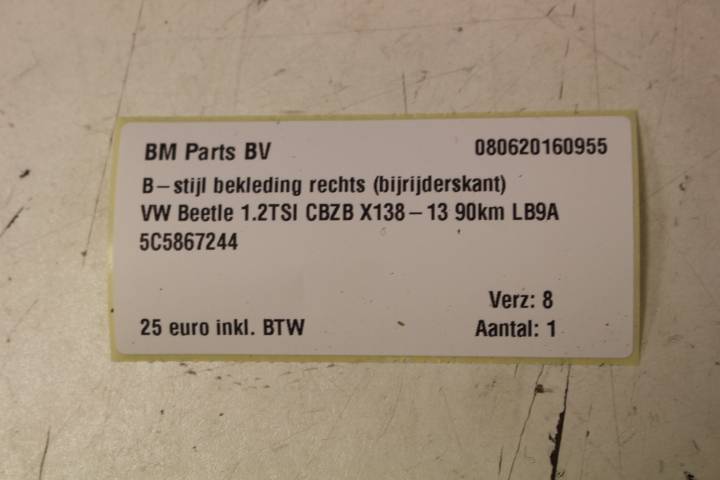 BM Parts BV 080620160955
B-stijl bekleding rechts (bijrijderskant)
VW Beetle 1.2TSI CBZB X138-13 90km LB9A
5C5867244
Verz: 8
25 euro inkl. BTW Aantal: 1